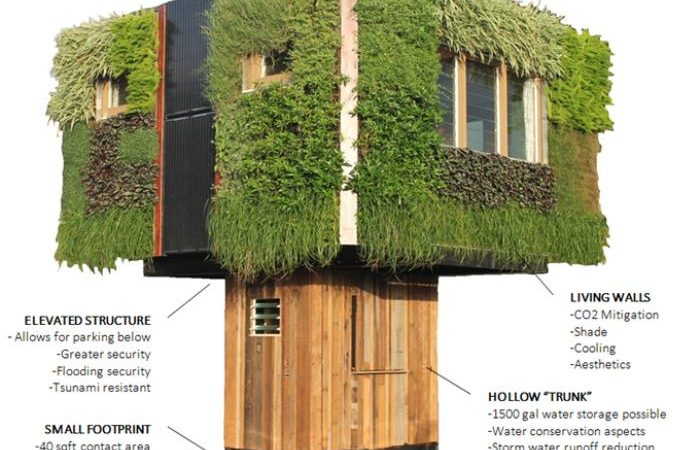 ELEVATED STRUCTURE
- Allows for parking below
-Greater security
-Flooding security
-Tsunami resistant
SMALL FOOTPRINT
-40 sqft contact area
LIVING WALLS
-CO2 Mitigation
-Shade
-Cooling
-Aesthetics
HOLLOW “TRUNK”
-1500 gal water storage possible
-Water conservation aspects
-Storm water runoff reduction